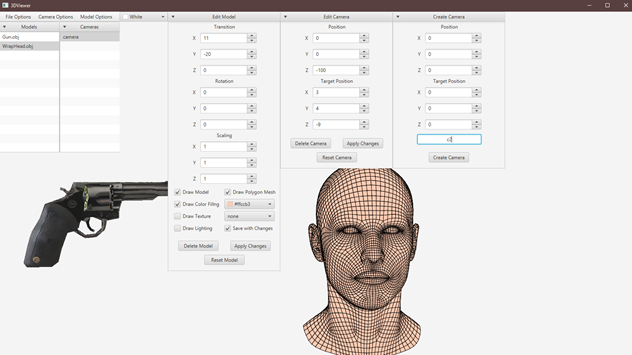 3DViewer
File Options Camera Options Model Options White
Models Cameras
Gun.obj camera
WrapHead.obj
Edit Model
Transition
X 11
Y -20
Z 0
Rotation
X 0
Y 0
Z 0
Scaling
X 1
Y 1
Z 1
Draw Model Draw Polygon Mesh
Draw Color Filing #ffccb3
Draw Texture none
Draw Lighting Save with Changes
Delete Model Apply Changes
Reset Model
Edit Camera
Position
X 0
Y 0
Z -100
Target Position
X 3
Y 4
Z -9
Delete Camera Apply Changes
Reset Camera
Create Camera
Position
X 0
Y 0
Z 0
Target Position
X 0
Y 0
Z 0
c2
Create Camera